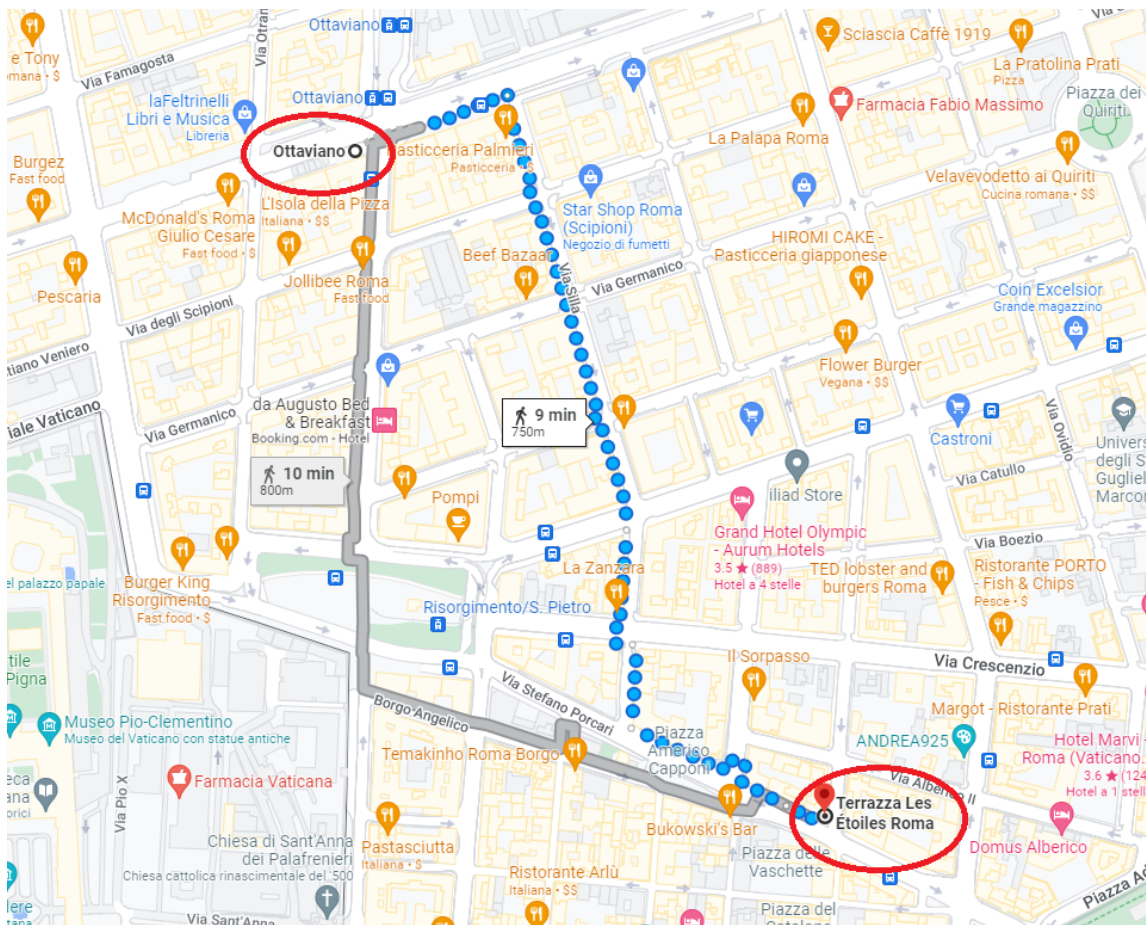 Ottaviano
e Tony
omana · $
Via Otran
Via Famagosta
Sciascia Caffè 1919
La Pratolina Prati
Pizza
laFeltrinelli
Libri e Musica
Libreria
Ottaviano
Farmacia Fabio Massimo
Piazza dei
Quiriti
Ottaviano
Pasticceria Palmieri
Pasticceria · $
La Palapa Roma
Burgez
Fast food
Velavevodetto ai Quiriti
Cucina romana · $$
L'Isola della Pizza
Italiana · $$
McDonald's Roma
Giulio Cesare
Fast food · $
Star Shop Roma
(Scipioni)
Negozio di fumetti
HIROMI CAKE -
Pasticceria giapponese
Beef Bazaar
Via Silla
Via Germanico
Pescaria
Jollibee Roma
Fast food
Coin Excelsior
Grande magazzino
Via degli Scipioni
tiano Veniero
Flower Burger
Vegana · $$
iale Vaticano
da Augusto Bed
& Breakfast
Booking.com - Hotel
9 min
750m
Via Germanico
Castroni
Via Ovidio
Univers
degli S
Gugliel
Marcon
10 min
800m
Pompi
iliad Store
Via Catullo
Grand Hotel Olympic
- Aurum Hotels
3.5 ★ (889)
Hotel a 4 stelle
Via Boezio
La Zanzara
TED lobster and
burgers Roma
Ristorante PORTO
- Fish & Chips
Pesce · $
el palazzo papale
Burger King
Risorgimento
Fast food · $
Risorgimento/S. Pietro
Il Sorpasso
Via Crescenzio
tile
Pigna
Via Stefano Porcari
Borgo Angelico
Margot - Ristorante Prati
Museo Pio-Clementino
Museo del Vaticano con statue antiche
Piazza
Americo
Capponi
ANDREA925
Temakinho Roma Borgo
Hotel Marvi -
Roma (Vaticano...
3.6 ★ (124
Hotel a 1 stell
Farmacia Vaticana
eca
ana
orici
Via Pio X
Via Alberico II
Terrazza Les
Étoiles Roma
Bukowski's Bar
Chiesa di Sant'Anna
dei Palafrenieri
Chiesa cattolica rinascimentale del '500
Pastasciutta
Italiana · $
Piazza delle
Vaschette
Domus Alberico
Ristorante Arlù
Italiana · $$
Piazza Ad
Piazza del
Catalone
Via Sant'Anna